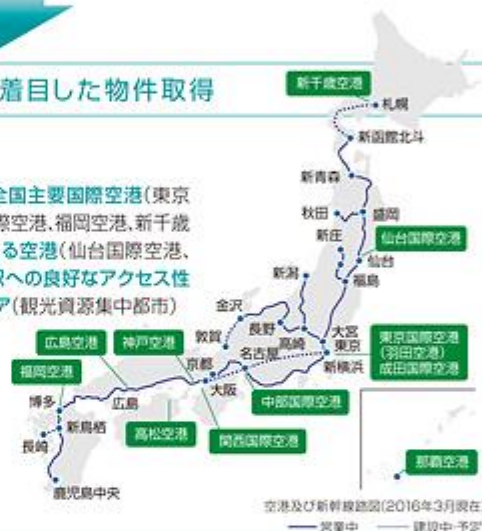 着目した物件取得
全国主要国際空港(東京
際空港、福岡空港、新千歳
る空港(仙台国際空港、
への良好なアクセス性
ア(観光資源集中都市)
新千歳空港
札幌
新函館北斗
新青森
秋田
盛岡
新庄
仙台国際空港
仙台
福島
新潟
金沢
長野
高崎
大宮
東京
敦賀
東京国際空港
(羽田空港)
成田国際空港
広島空港
神戸空港
京都
名古屋
新横浜
福岡空港
大阪
中部国際空港
博多
広島
新鳥栖
高松空港
関西国際空港
長崎
那覇空港
鹿児島中央
空港及び新幹線路図(2016年3月現在
営業中
建設中・予定